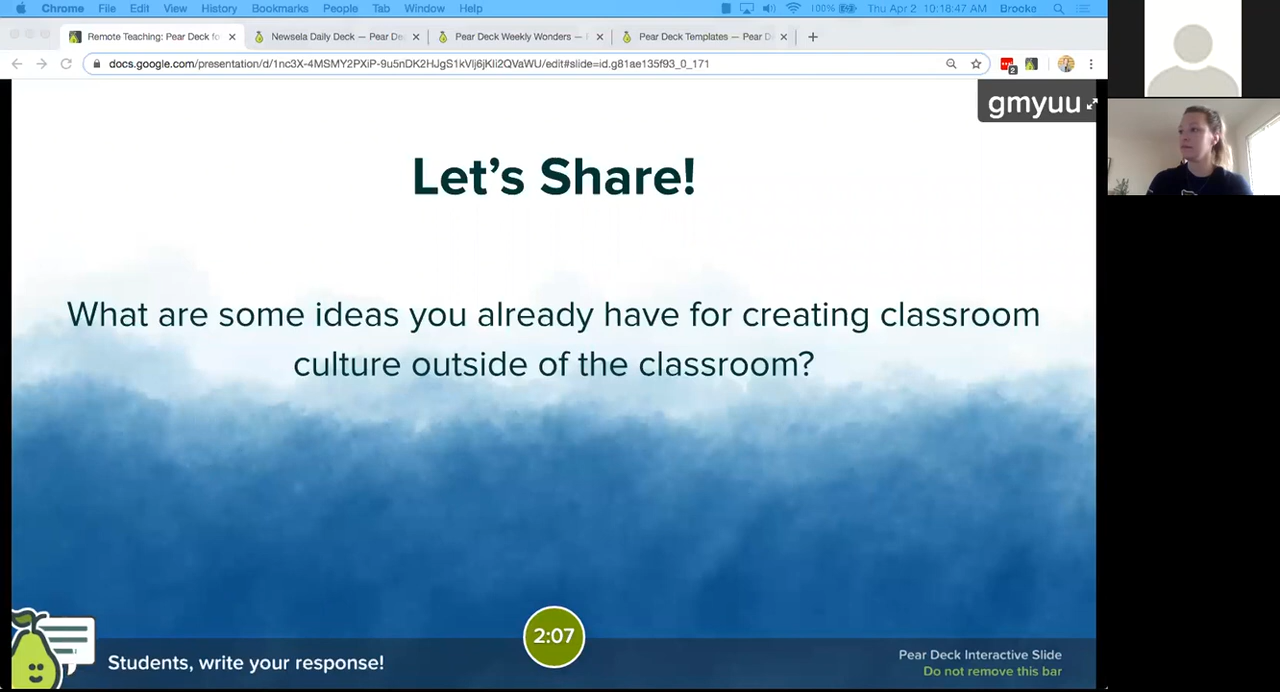 Chrome File Edit View History Bookmarks People Tab Window Help 100% Thu Apr 2 10:18:47 AM Brocke
Remote Teaching: Pear Deck fo Newsela Daily Deck — Pear De Pear Deck Weekly Wonders — Pear Deck Templates — Pear D
docs.google.com/presentation/d/1nc3X-4MSMY2PXiP-9u5nDK2HJgS1kVlj6jKli2QVaWU/edit#slide=id.g81ae135f93_0_171
2
gmyuu
Let's Share!
What are some ideas you already have for creating classroom
culture outside of the classroom?
2:07
Students, write your response!
Pear Deck Interactive Slide
Do not remove this bar